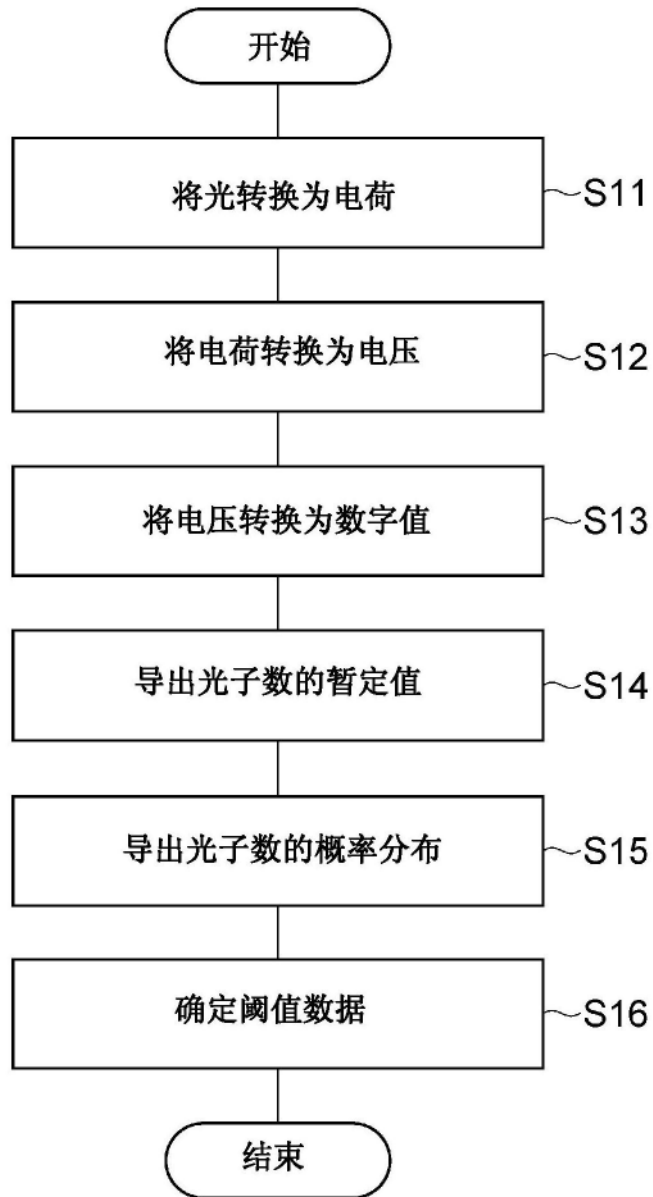 开始
将光转换为电荷
S11
将电荷转换为电压
S12
将电压转换为数字值
S13
导出光子数的暂定值
S14
导出光子数的概率分布
S15
确定阈值数据
S16
结束